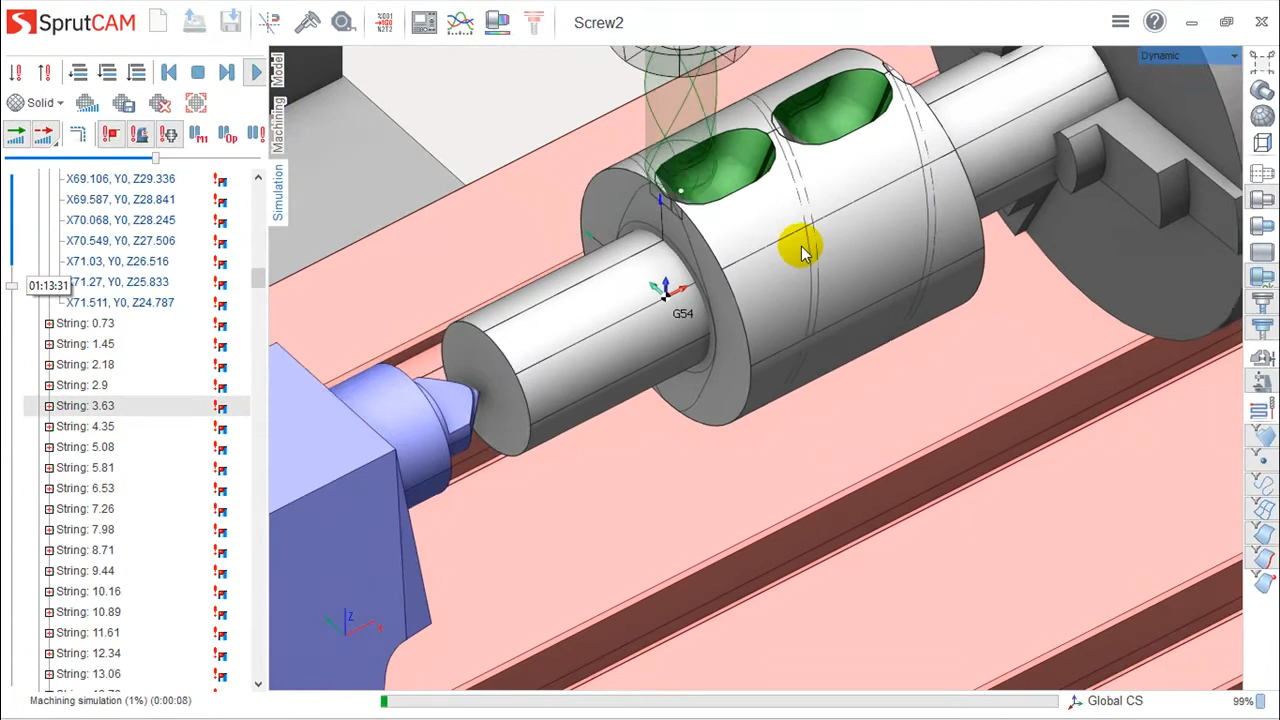 SprutCAM
Screw2
Dynamic
Solid
Model
Machining
Simulation
X69.106, Y0, Z29.336
X69.587, Y0, Z28.841
X70.068, Y0, Z28.245
X70.549, Y0, Z27.506
X71.03, Y0, Z26.516
X71.27, Y0, Z25.833
01:13:31
X71.511, Y0, Z24.787
String: 0.73
String: 1.45
String: 2.18
String: 2.9
String: 3.63
String: 4.35
String: 5.08
String: 5.81
String: 6.53
String: 7.26
String: 7.98
String: 8.71
String: 9.44
String: 10.16
String: 10.89
String: 11.61
String: 12.34
String: 13.06
G54
Z
Machining simulation (1%) (0:00:08)
Global CS
99%